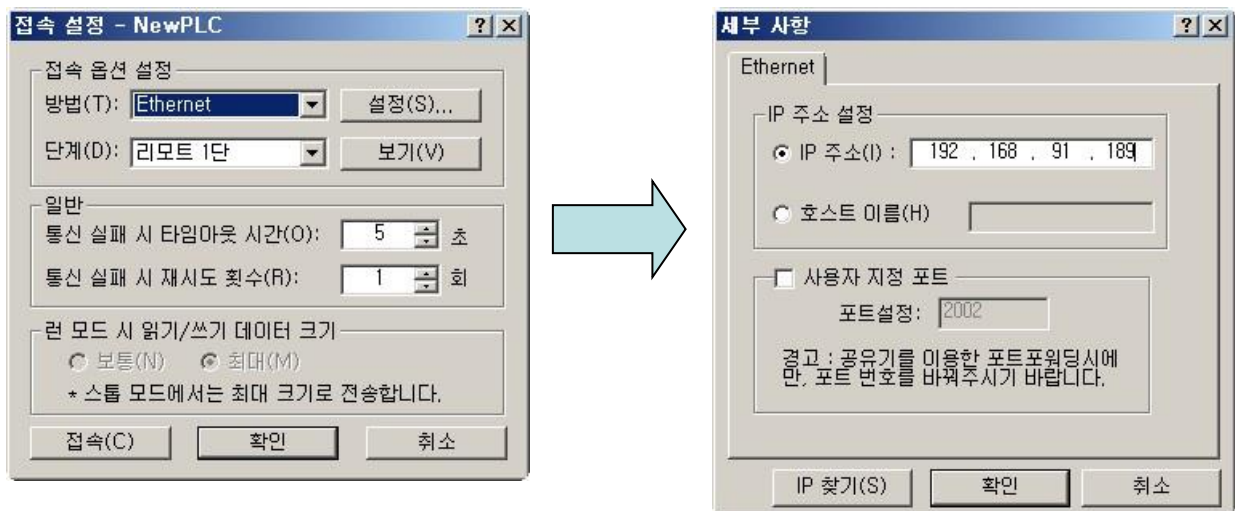 접속 설정 - NewPLC
접속 옵션 설정
방법(T): Ethernet 설정(S)...
단계(D): 리모트 1단 보기(V)
일반
통신 실패 시 타임아웃 시간(O): 5 초
통신 실패 시 재시도 횟수(R): 1 회
런 모드 시 읽기/쓰기 데이터 크기
보통(N) 최대(M)
* 스톱 모드에서는 최대 크기로 전송합니다.
접속(C) 확인 취소
세부 사항
Ethernet
IP 주소 설정
IP 주소(I) : 192 . 168 . 91 . 189
호스트 이름(H)
사용자 지정 포트
포트설정: 2002
경고 : 공유기를 이용한 포트포워딩시에
만, 포트 번호를 바꿔주시기 바랍니다.
IP 찾기(S) 확인 취소